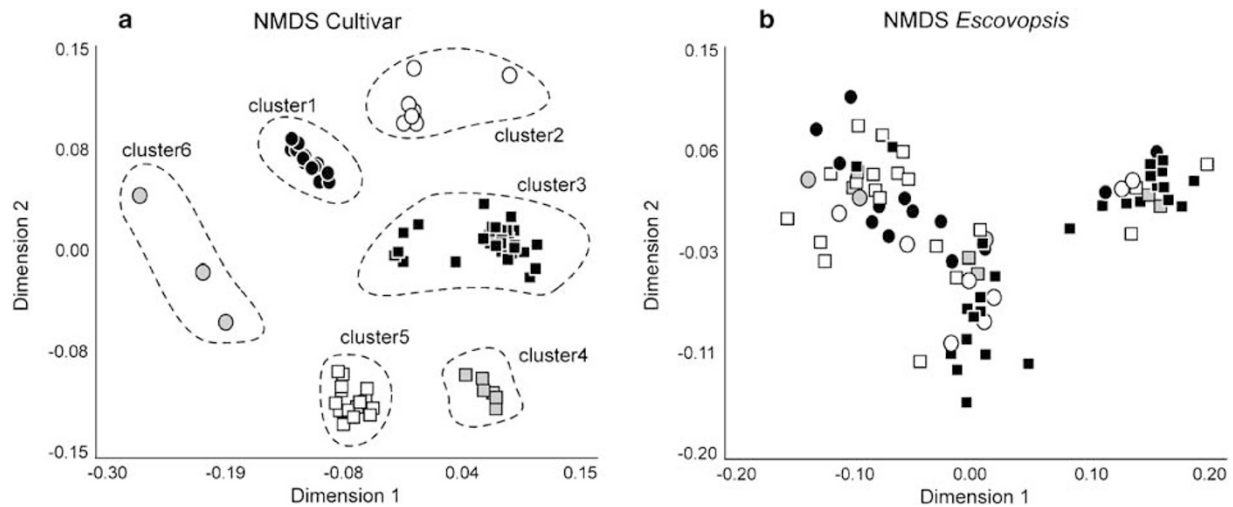 a NMDS Cultivar
0.15
0.08
0.00
-0.08
-0.15
Dimension 2
cluster1
cluster2
cluster6
cluster3
cluster5
cluster4
-0.30 -0.19 -0.08 0.04 0.15
Dimension 1
b NMDS Escovopsis
0.15
0.06
-0.03
-0.11
-0.20
Dimension 2
-0.20 -0.10 0.00 0.10 0.20
Dimension 1